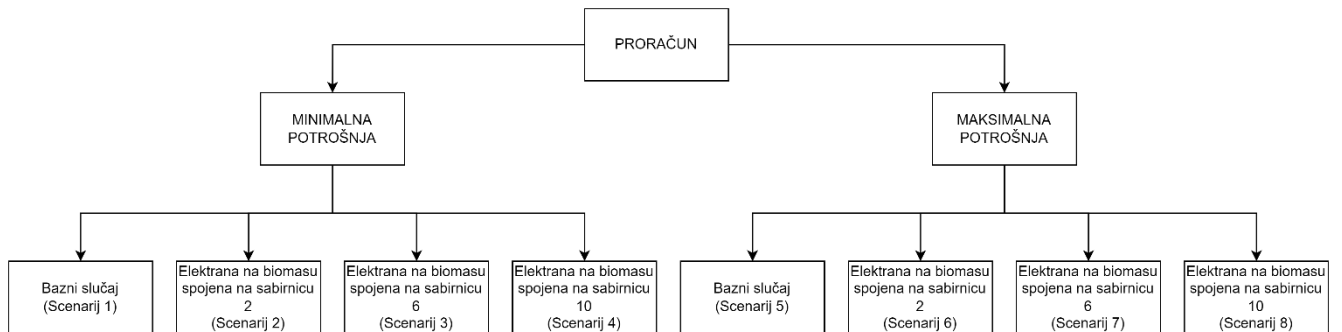 PRORAČUN
MINIMALNA
POTROŠNJA
MAKSIMALNA
POTROŠNJA
Bazni slučaj
(Scenarij 1)
Elektrana na biomasu
spojena na sabirnicu
2
(Scenarij 2)
Elektrana na biomasu
spojena na sabirnicu
6
(Scenarij 3)
Elektrana na biomasu
spojena na sabirnicu
10
(Scenarij 4)
Bazni slučaj
(Scenarij 5)
Elektrana na biomasu
spojena na sabirnicu
2
(Scenarij 6)
Elektrana na biomasu
spojena na sabirnicu
6
(Scenarij 7)
Elektrana na biomasu
spojena na sabirnicu
10
(Scenarij 8)